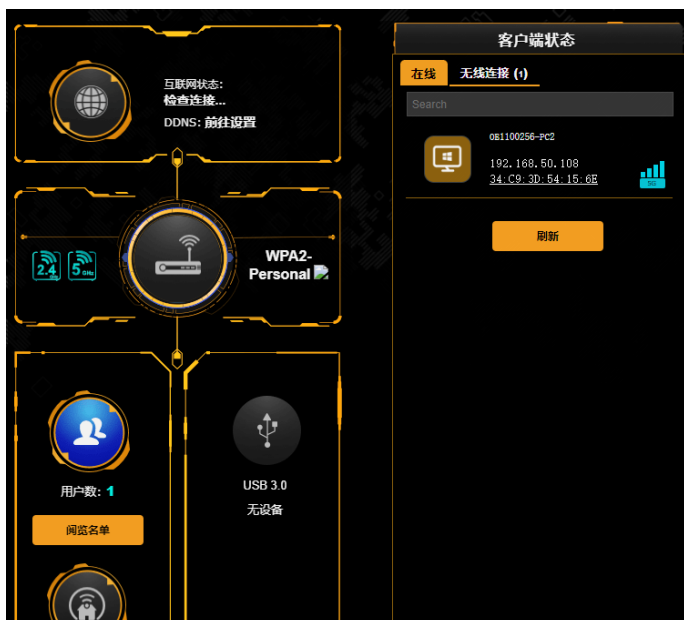 互联网状态:
检查连接...
DDNS: 前往设置
2.4
GHz
5 GHz
WPA2-
Personal
用户数: 1
阅览名单
USB 3.0
无设备
客户端状态
在线
无线连接 (1)
Search
OE1100256-PC2
192.168.50.108
34:C9:3D:54:15:6E
5G
刷新